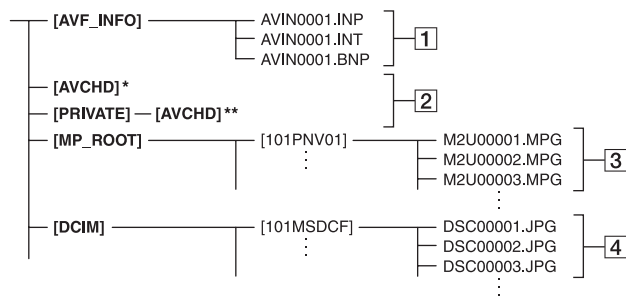 [AVF_INFO] AVIN0001.INP
AVIN0001.INT 1
AVIN0001.BNP
[AVCHD]*
2
[PRIVATE] [AVCHD]**
[MP_ROOT] [101PNV01] M2U00001.MPG
M2U00002.MPG 3
M2U00003.MPG
[DCIM] [101MSDCF] DSC00001.JPG
DSC00002.JPG 4
DSC00003.JPG